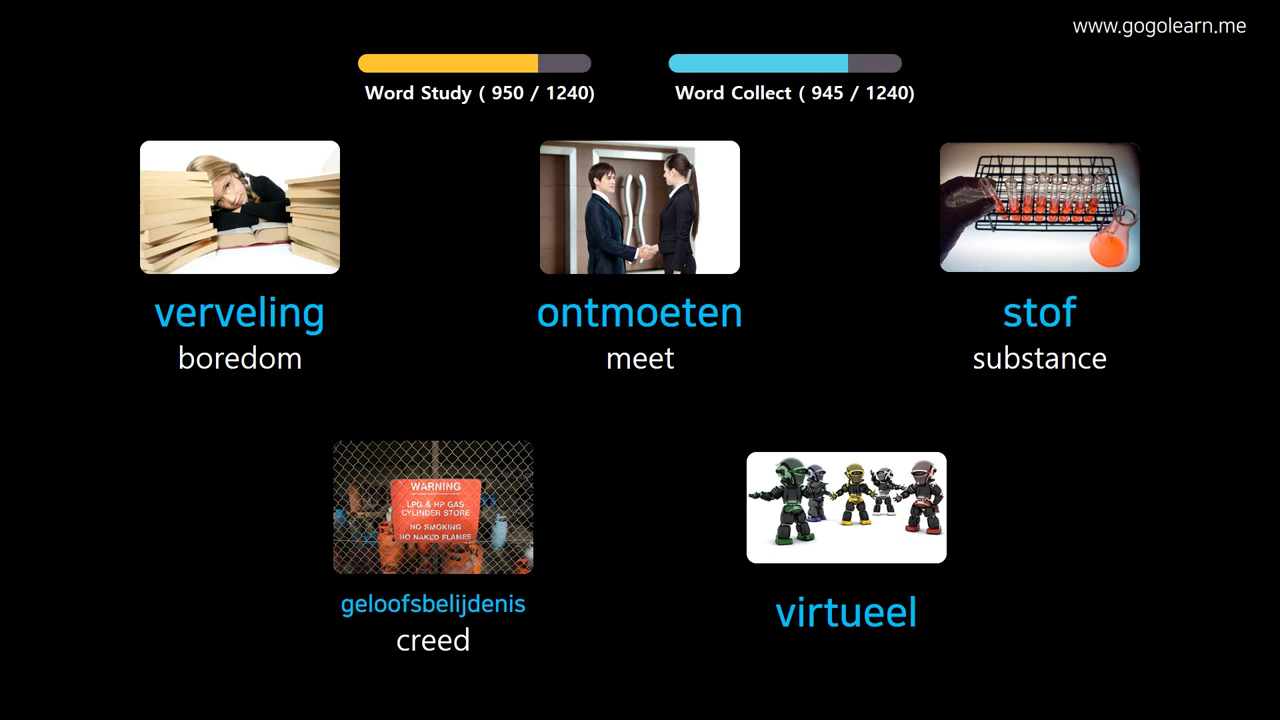 www.gogolearn.me
Word Study ( 950 / 1240)
Word Collect ( 945 / 1240)
verveling
boredom
ontmoeten
meet
stof
substance
WARNING
LPG & HP GAS
CYLINDER STORE
NO SMOKING
NO NAKED FLAMES
geloofsbelijdenis
creed
virtueel